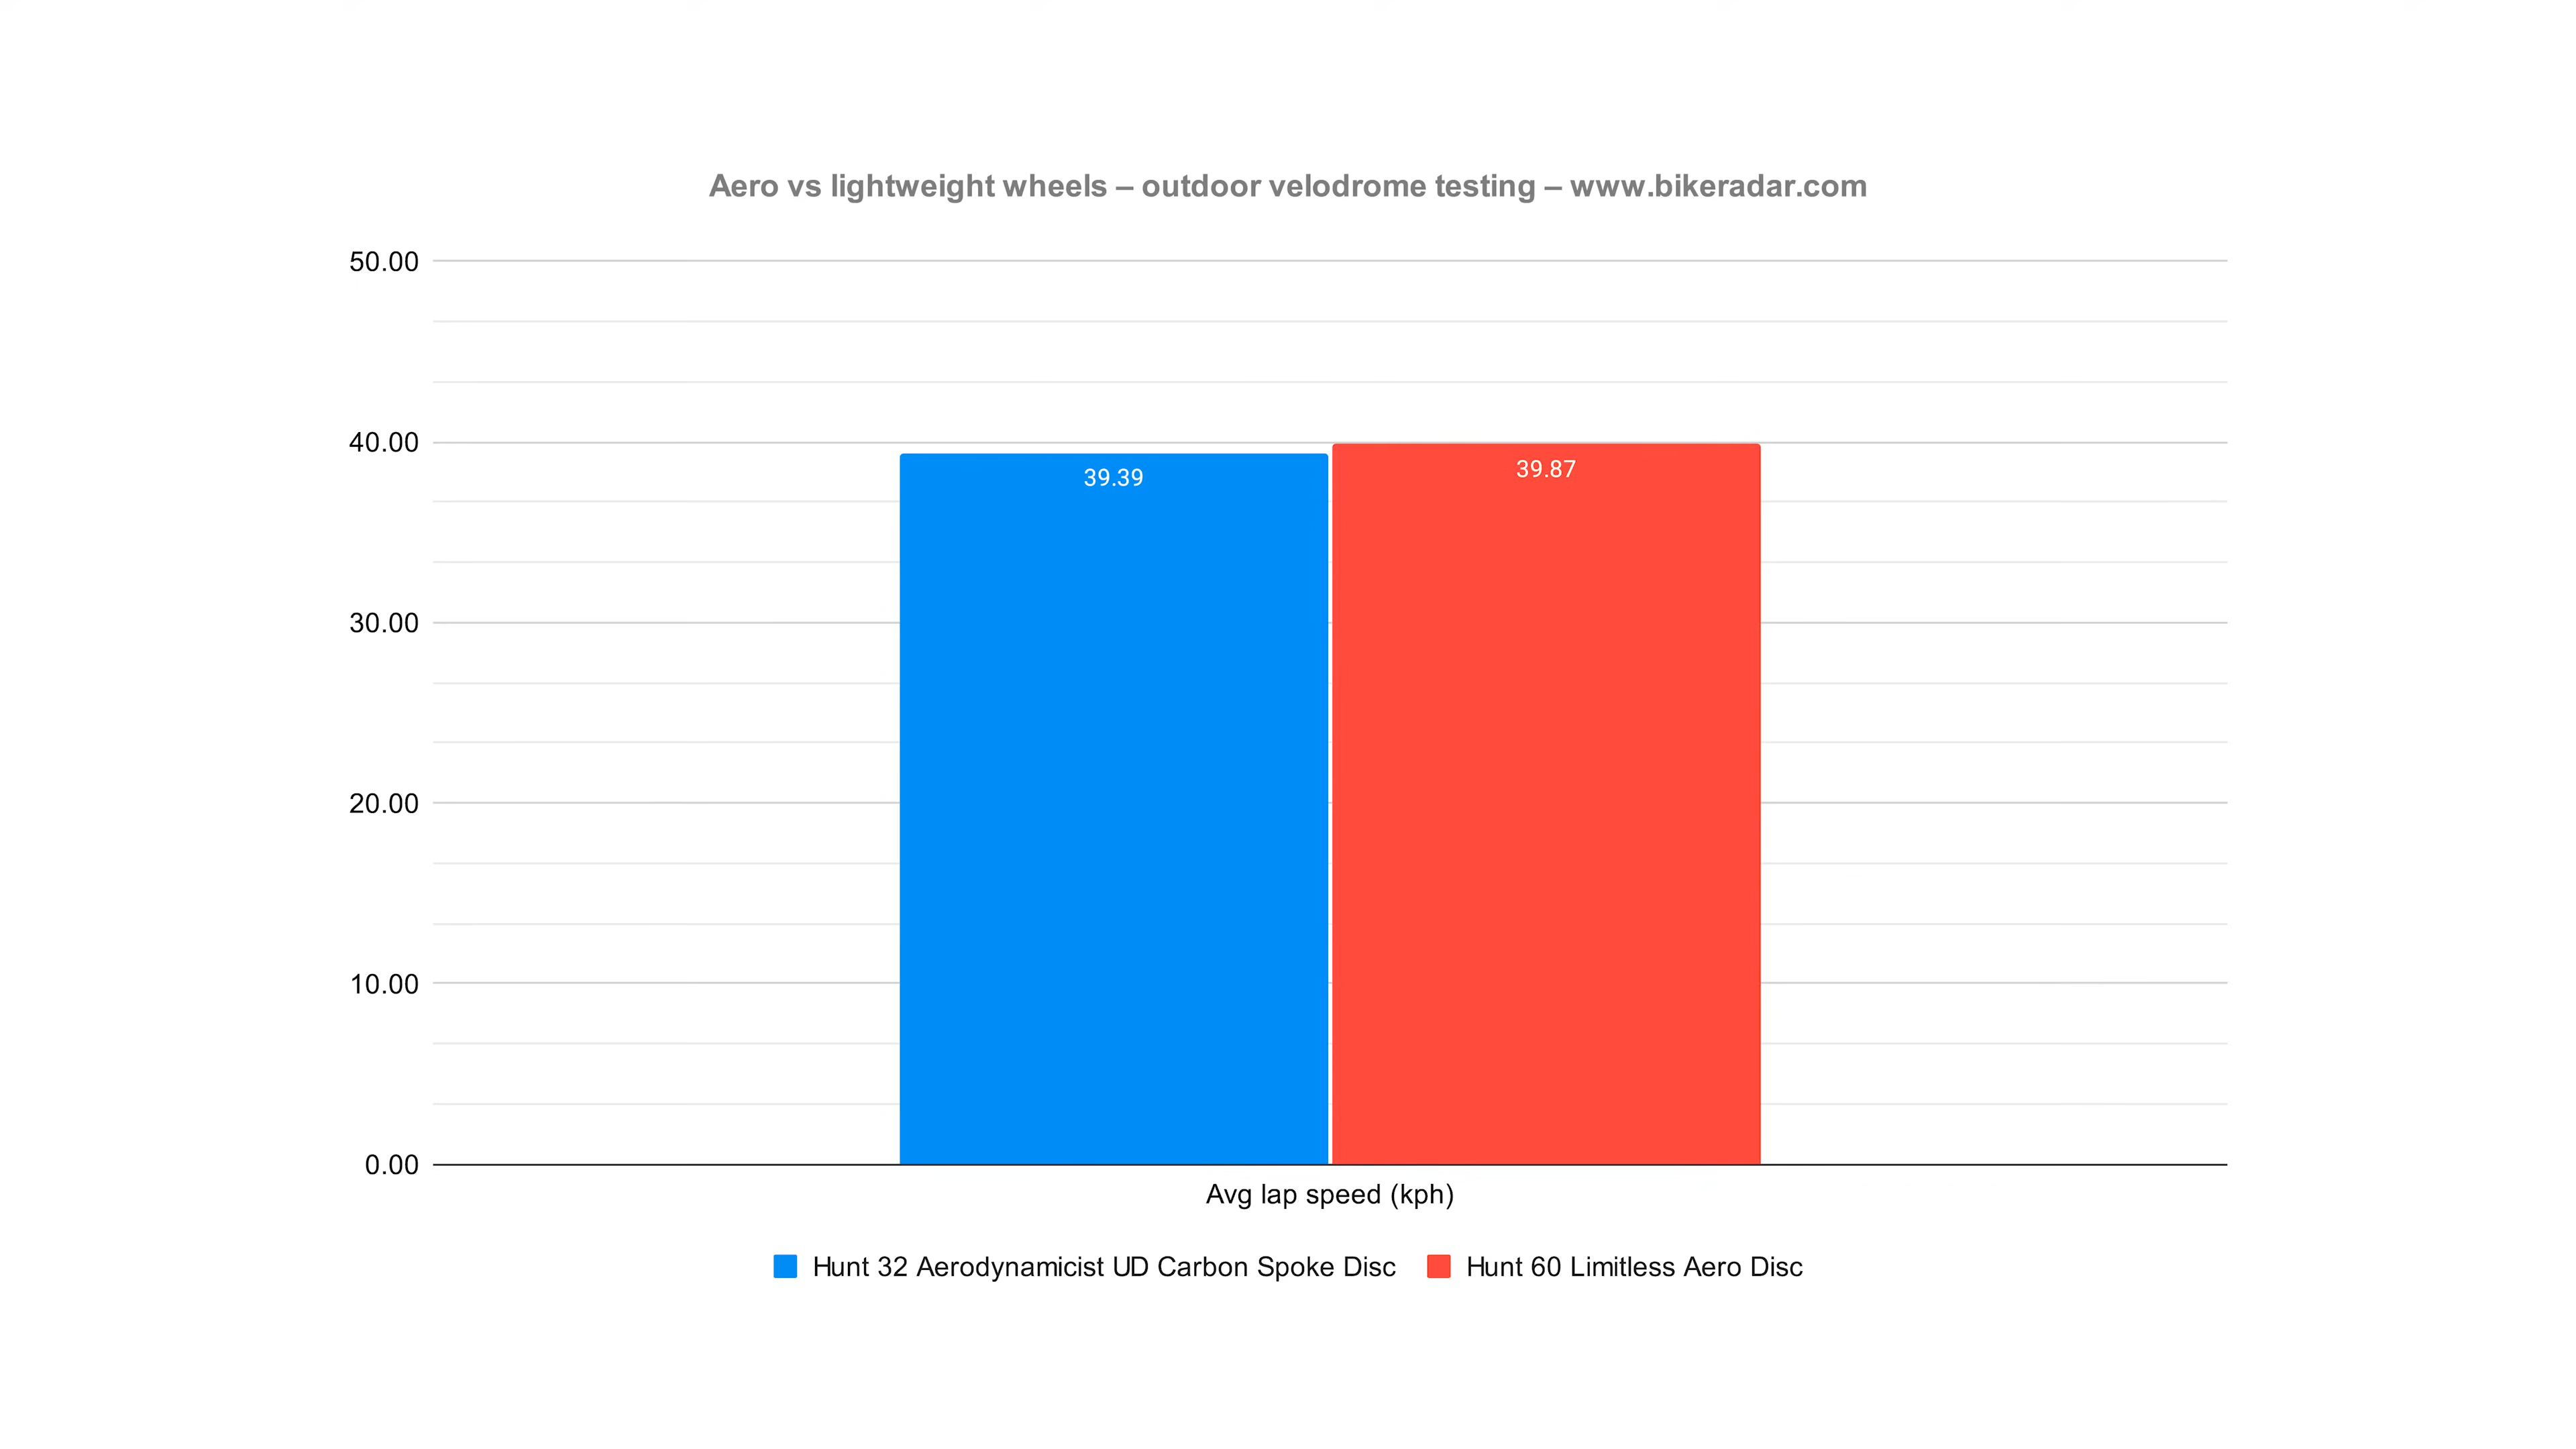 Aero vs lightweight wheels – outdoor velodrome testing – www.bikeradar.com
50.00
40.00
30.00
20.00
10.00
0.00
39.39
39.87
Avg lap speed (kph)
Hunt 32 Aerodynamicist UD Carbon Spoke Disc
Hunt 60 Limitless Aero Disc